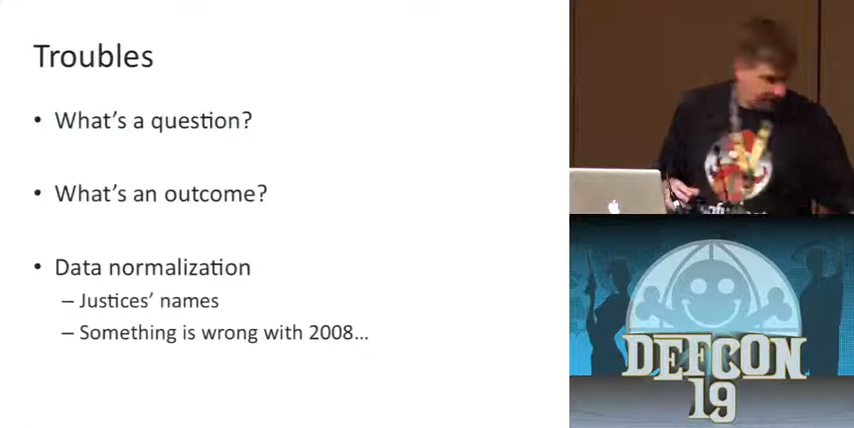 Troubles
• What's a question?
• What's an outcome?
• Data normalization
– Justices' names
– Something is wrong with 2008...
DEFCON
19